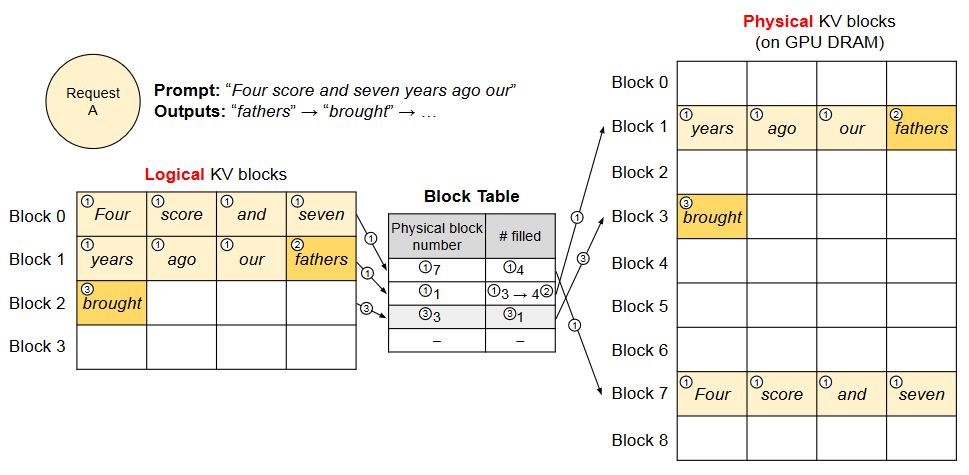 Physical KV blocks
(on GPU DRAM)
Request
A
Prompt: “Four score and seven years ago our”
Outputs: “fathers” → “brought” → …
Logical KV blocks
Block 0 ① Four ① score ① and ① seven
Block 1 ① years ① ago ① our ② fathers
Block 2 ③ brought
Block 3
① ① ③
Block Table
Physical block number # filled
①7 ①4
①1 ①3 → 4②
③3 ③1
– –
① ③ ①
Block 0
Block 1 ① years ① ago ① our ② fathers
Block 2
Block 3 ③ brought
Block 4
Block 5
Block 6
Block 7 ① Four ① score ① and ① seven
Block 8